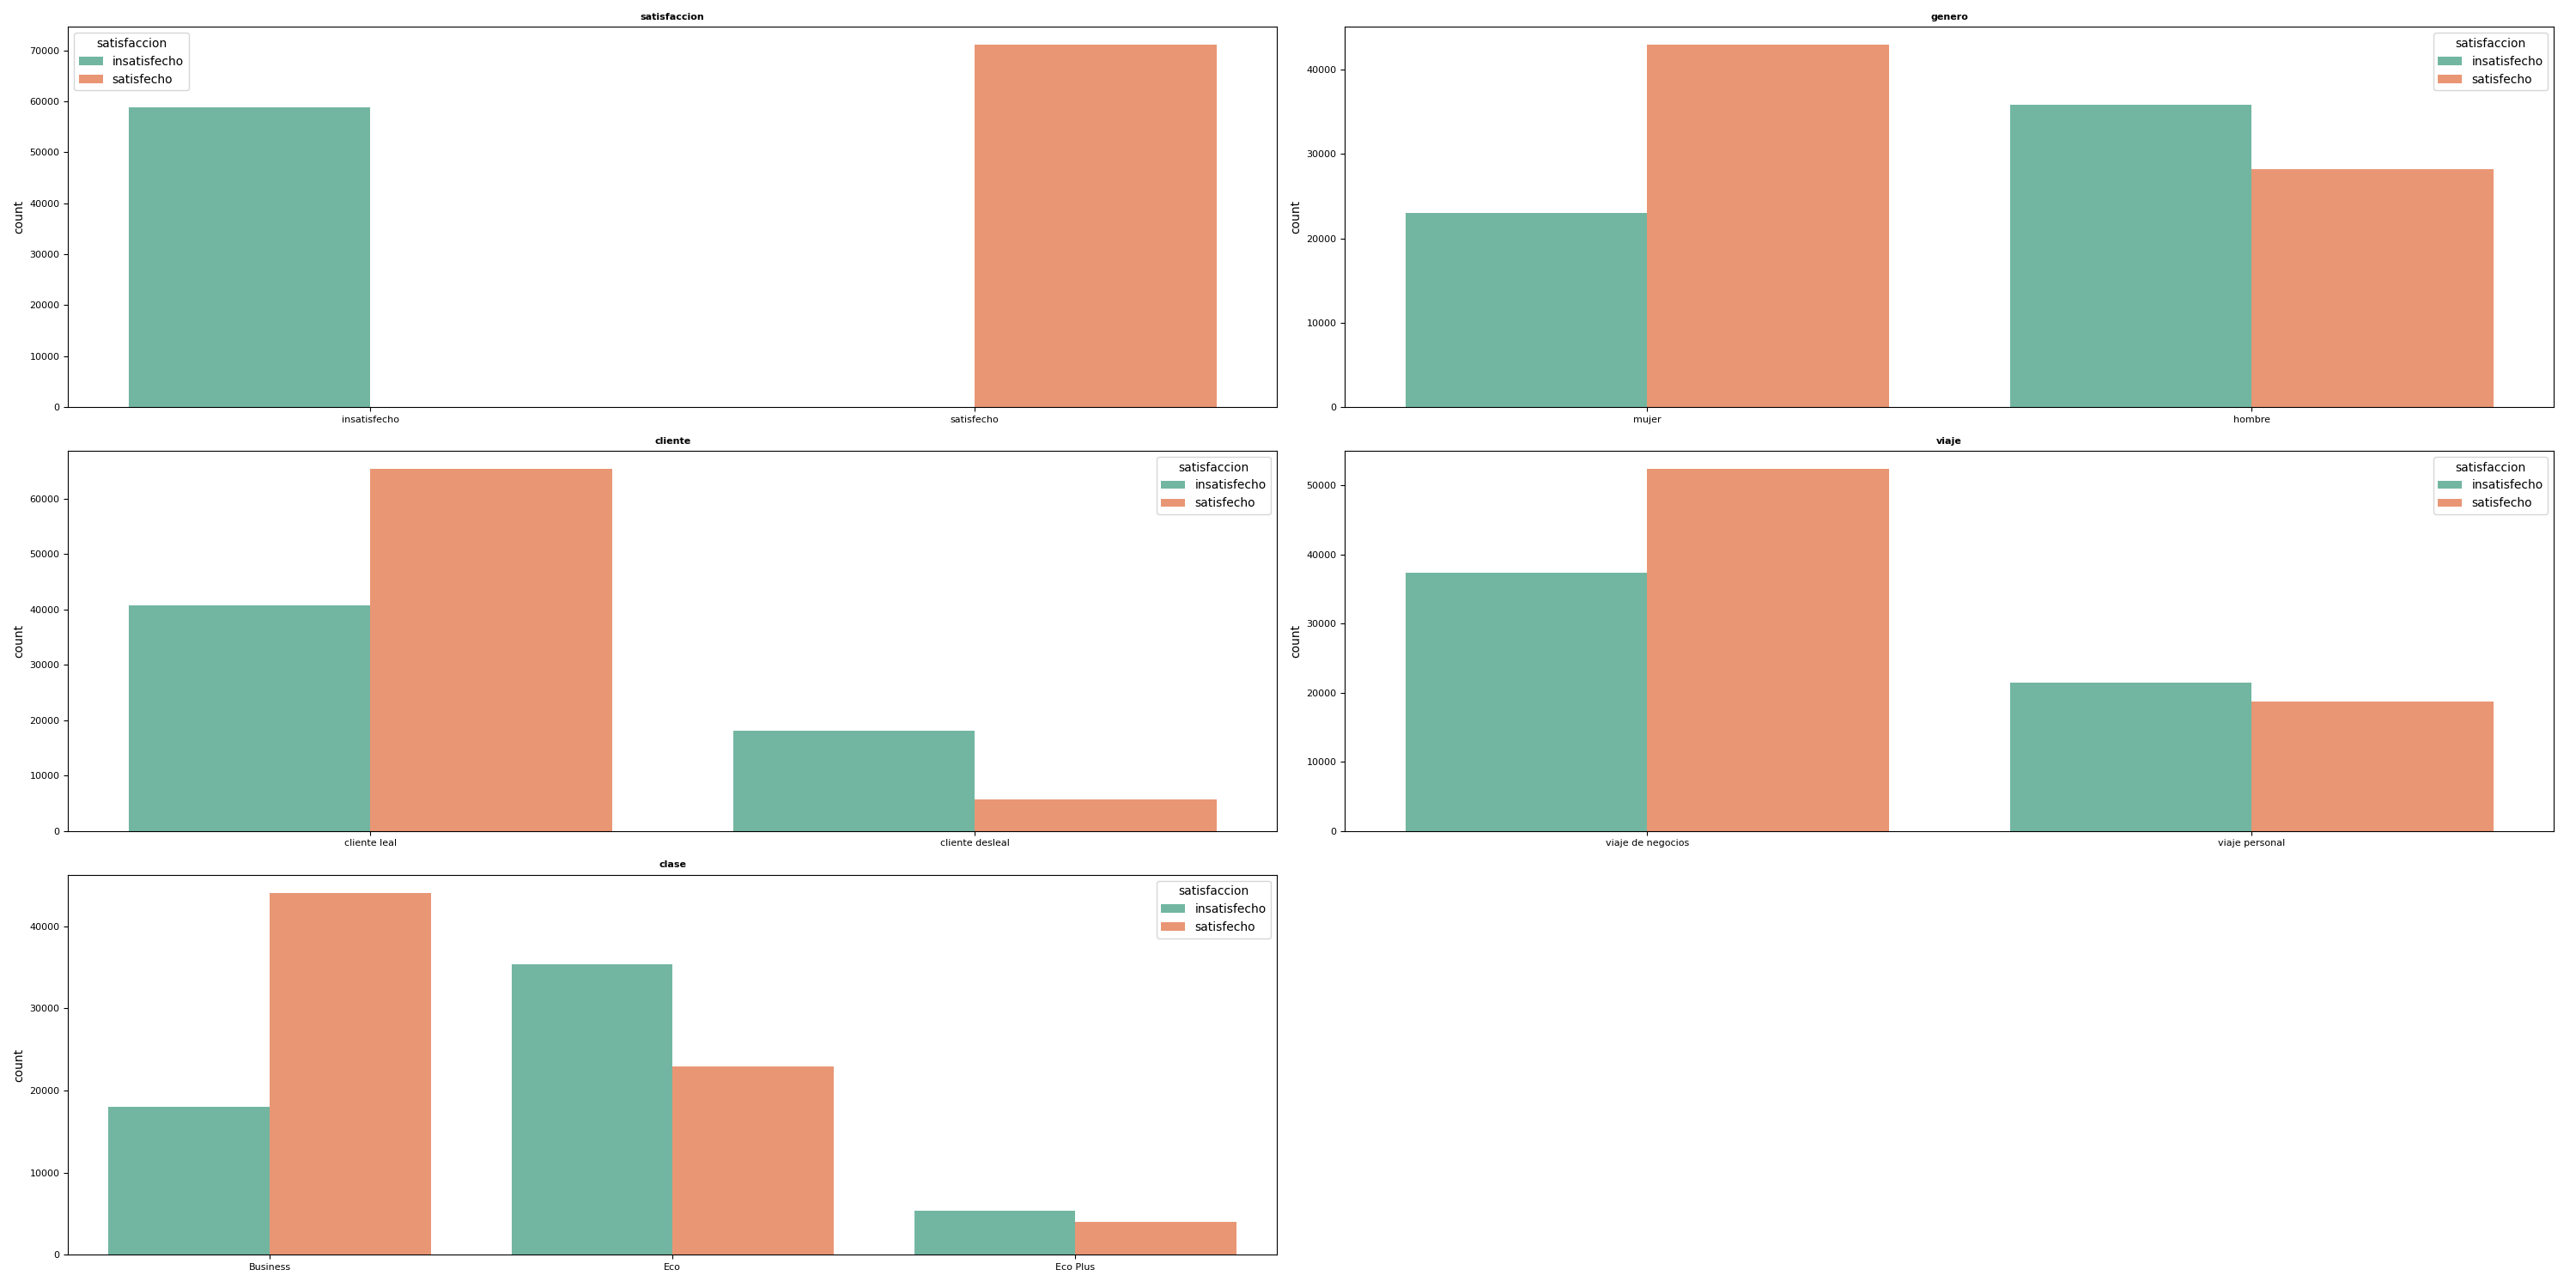 satisfaccion
satisfaccion
insatisfecho
satisfecho
count
70000
60000
50000
40000
30000
20000
10000
0
insatisfecho
satisfecho
genero
satisfaccion
insatisfecho
satisfecho
count
40000
30000
20000
10000
0
mujer
hombre
cliente
satisfaccion
insatisfecho
satisfecho
count
60000
50000
40000
30000
20000
10000
0
cliente leal
cliente desleal
viaje
satisfaccion
insatisfecho
satisfecho
count
50000
40000
30000
20000
10000
0
viaje de negocios
viaje personal
clase
satisfaccion
insatisfecho
satisfecho
count
40000
30000
20000
10000
0
Business
Eco
Eco Plus